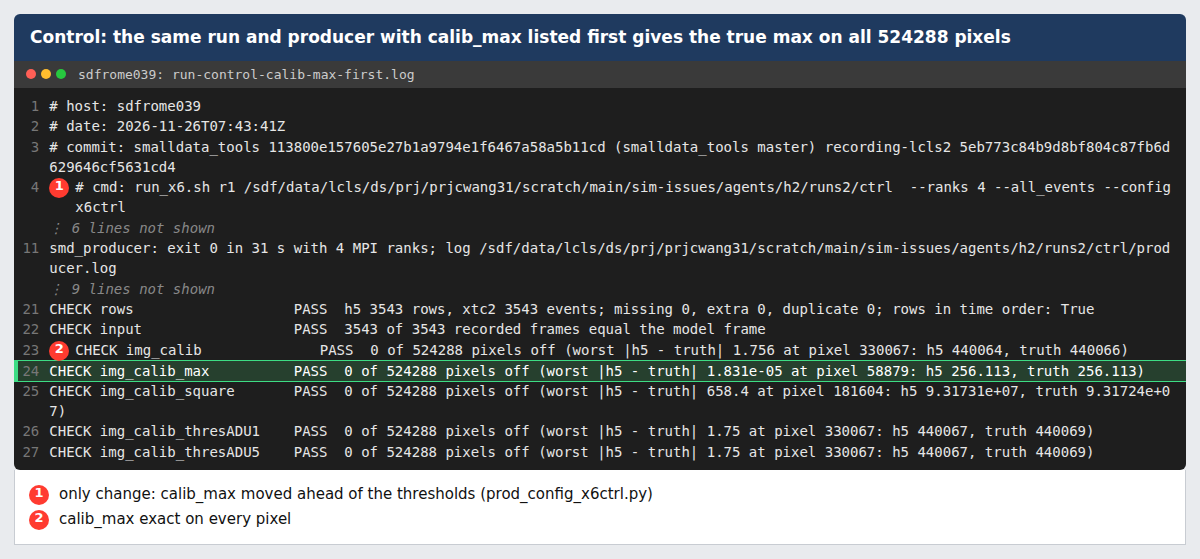 Control: the same run and producer with calib_max listed first gives the true max on all 524288 pixels
sdfrome039: run-control-calib-max-first.log
1 # host: sdfrome039
2 # date: 2026-11-26T07:43:41Z
3 # commit: smalldata_tools 113800e157605e27b1a9794e1f6467a58a5b11cd (smalldata_tools master) recording-lcls2 5eb773c84b9d8bf804c87fb6d
629646cf5631cd4
4 1 # cmd: run_x6.sh r1 /sdf/data/lcls/ds/prj/prjcwang31/scratch/main/sim-issues/agents/h2/runs2/ctrl  --ranks 4 --all_events --config
x6ctrl
⋮ 6 lines not shown
11 smd_producer: exit 0 in 31 s with 4 MPI ranks; log /sdf/data/lcls/ds/prj/prjcwang31/scratch/main/sim-issues/agents/h2/runs2/ctrl/prod
ucer.log
⋮ 9 lines not shown
21 CHECK rows                   PASS  h5 3543 rows, xtc2 3543 events; missing 0, extra 0, duplicate 0; rows in time order: True
22 CHECK input                  PASS  3543 of 3543 recorded frames equal the model frame
23 2 CHECK img_calib              PASS  0 of 524288 pixels off (worst |h5 - truth| 1.756 at pixel 330067: h5 440064, truth 440066)
24 CHECK img_calib_max          PASS  0 of 524288 pixels off (worst |h5 - truth| 1.831e-05 at pixel 58879: h5 256.113, truth 256.113)
25 CHECK img_calib_square       PASS  0 of 524288 pixels off (worst |h5 - truth| 658.4 at pixel 181604: h5 9.31731e+07, truth 9.31724e+0
7)
26 CHECK img_calib_thresADU1    PASS  0 of 524288 pixels off (worst |h5 - truth| 1.75 at pixel 330067: h5 440067, truth 440069)
27 CHECK img_calib_thresADU5    PASS  0 of 524288 pixels off (worst |h5 - truth| 1.75 at pixel 330067: h5 440067, truth 440069)
1 only change: calib_max moved ahead of the thresholds (prod_config_x6ctrl.py)
2 calib_max exact on every pixel